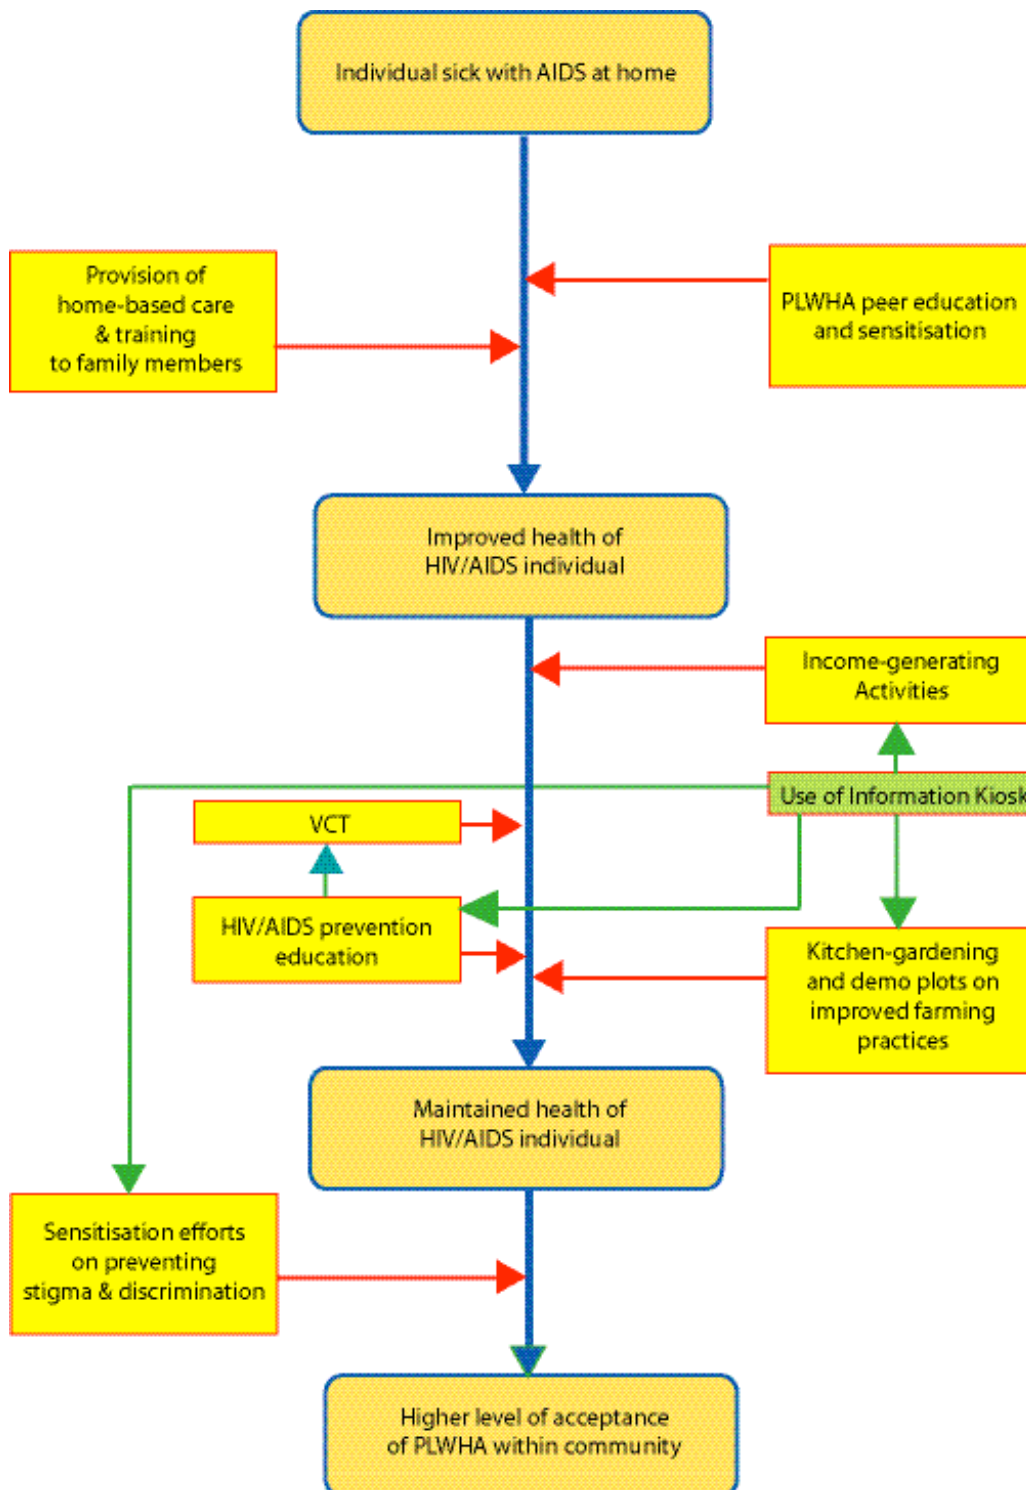 Individual sick with AIDS at home
Provision of
home-based care
& training
to family members
PLWHA peer education
and sensitisation
Improved health of
HIV/AIDS individual
Income-generating
Activities
Use of Information Kiosk
VCT
HIV/AIDS prevention
education
Kitchen-gardening
and demo plots on
improved farming
practices
Maintained health of
HIV/AIDS individual
Sensitisation efforts
on preventing
stigma & discrimination
Higher level of acceptance
of PLWHA within community